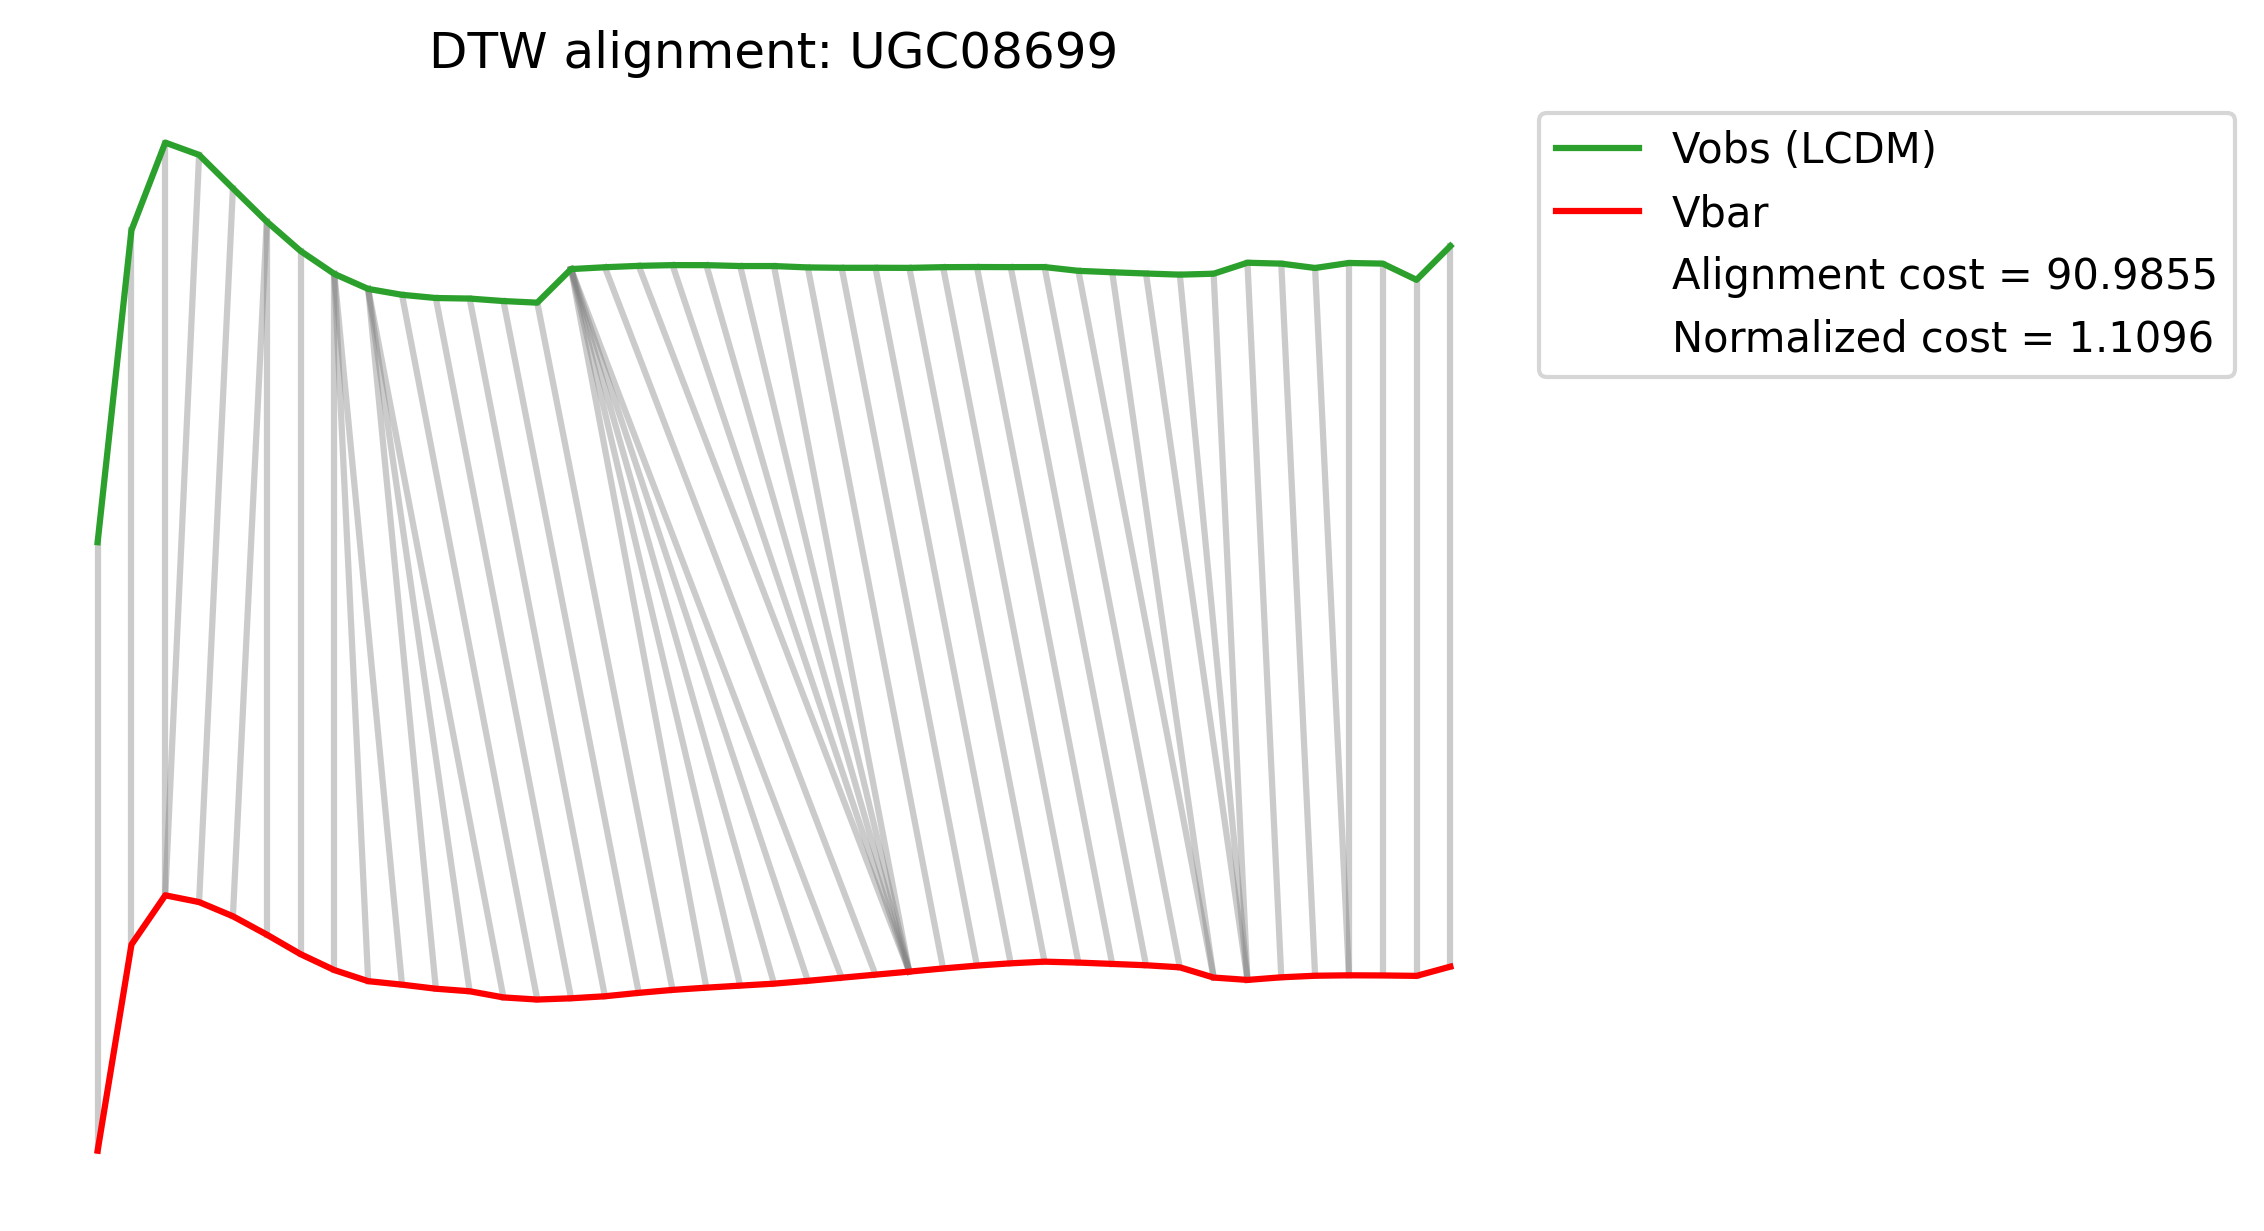 DTW alignment: UGC08699
Vobs (LCDM)
Vbar
Alignment cost = 90.9855
Normalized cost = 1.1096